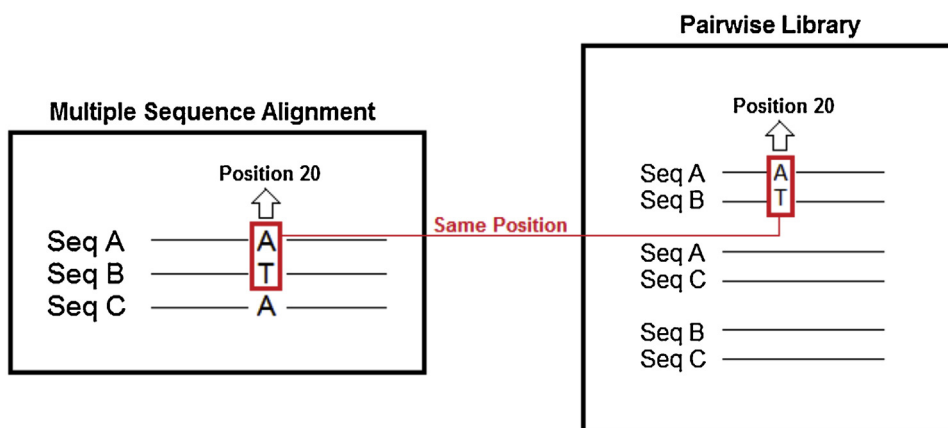 Pairwise Library
Multiple Sequence Alignment
Position 20
Seq A A
Seq B T
Seq C A
Same Position
Position 20
Seq A A
Seq B T
Seq A
Seq C
Seq B
Seq C